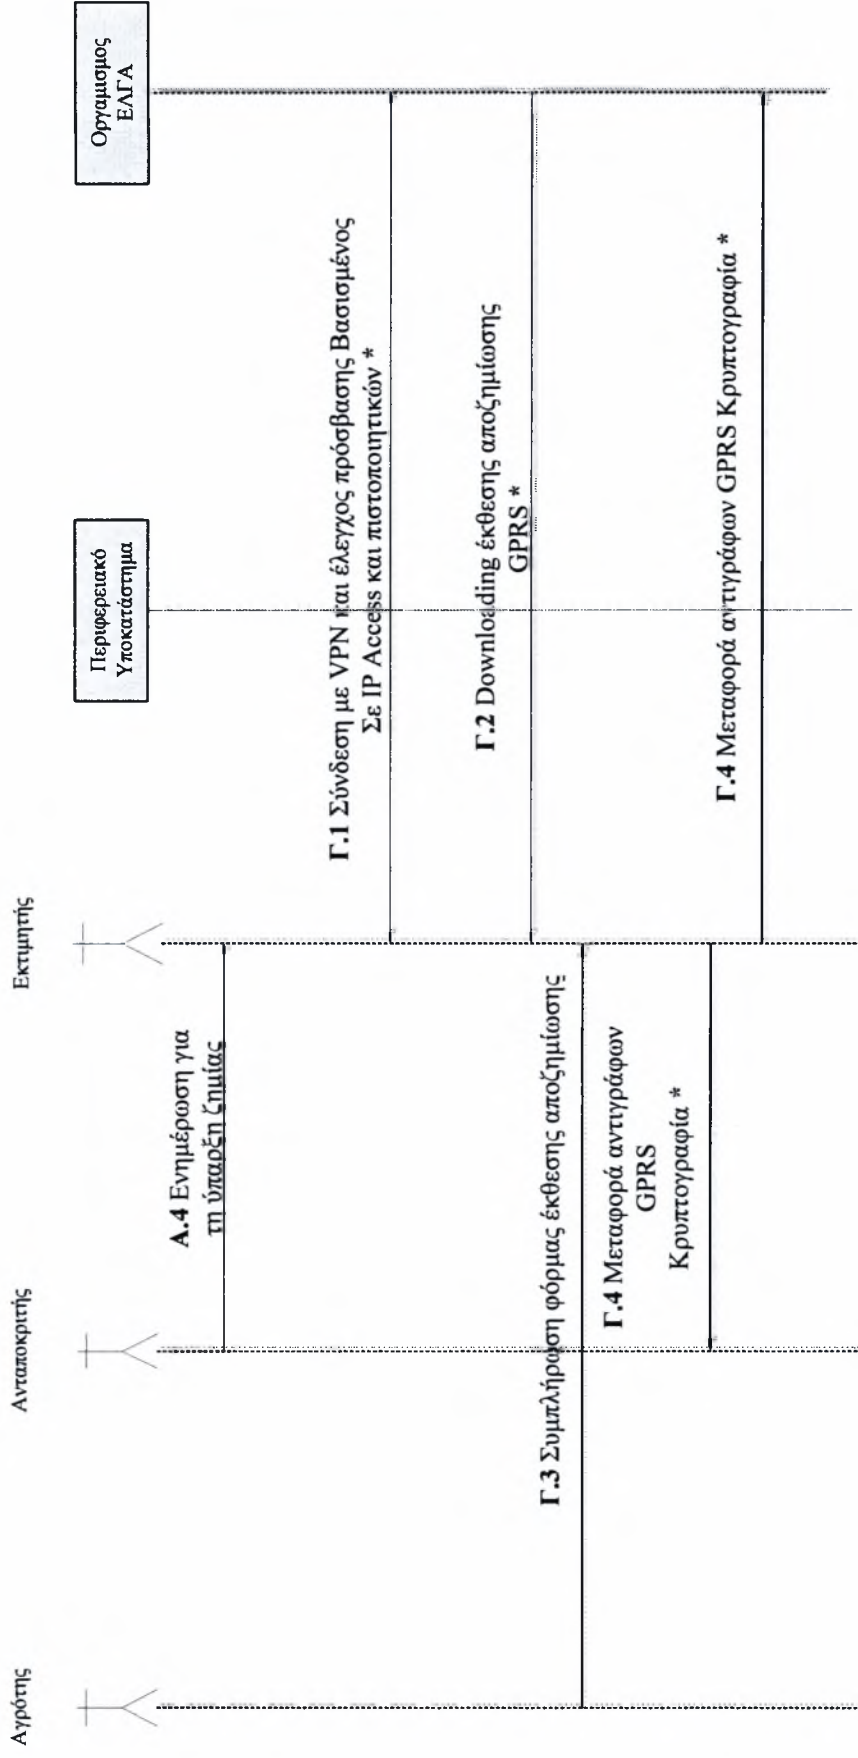 Αγρότης
Ανταποκριτής
Εκτιμητής
Περιφερειακό
Υποκατάστημα
Οργαμισμος
ΕΛΓΑ
Α.4 Ενημέρωση για
τη ύπαρξη ζημίας
Γ.1 Σύνδεση με VPN και έλεγχος πρόσβασης Βασισμένος
Σε IP Access και πιστοποιητικών *
Γ.2 Downloading έκθεσης αποζημίωσης
GPRS *
Γ.3 Συμπλήρωση φόρμας έκθεσης αποζημίωσης
Γ.4 Μεταφορά αντιγράφων
GPRS
Κρυπτογραφία *
Γ.4 Μεταφορά αντιγράφων GPRS Κρυπτογραφία *